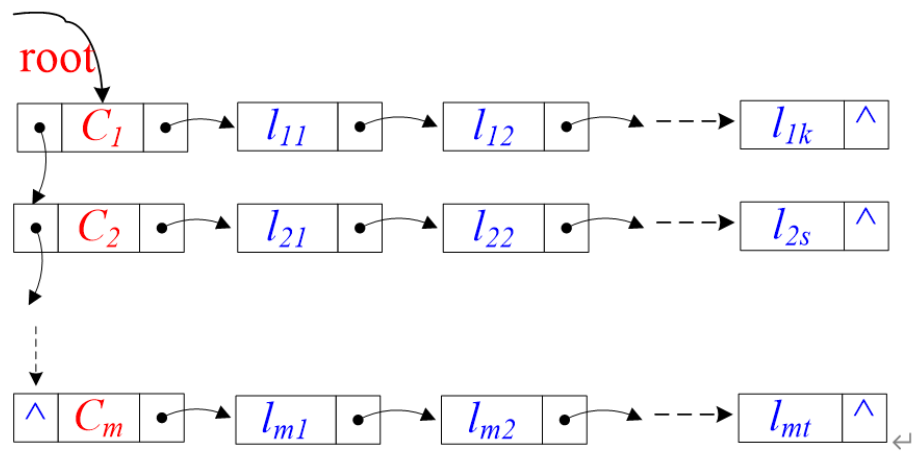 root
C1 l11 l12 l1k ^
C2 l21 l22 l2s ^
^ Cm lm1 lm2 lmt ^